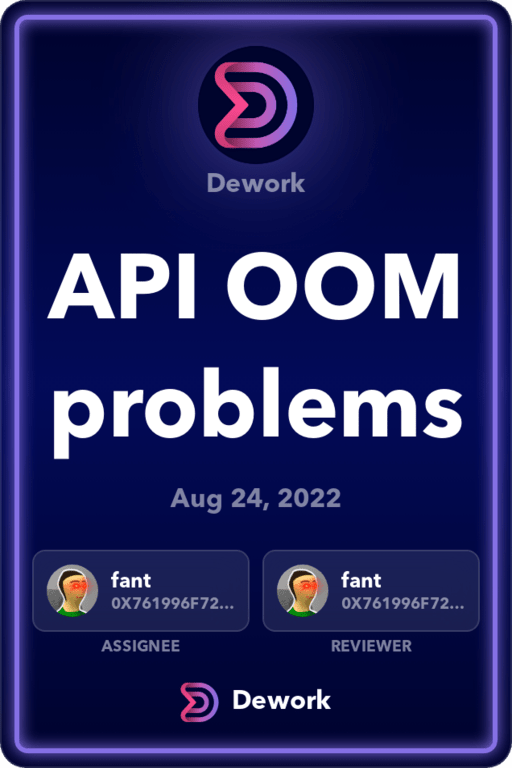 Dework
API OOM
problems
Aug 24, 2022
fant
0X761996F72...
ASSIGNEE
fant
0X761996F72...
REVIEWER
Dework